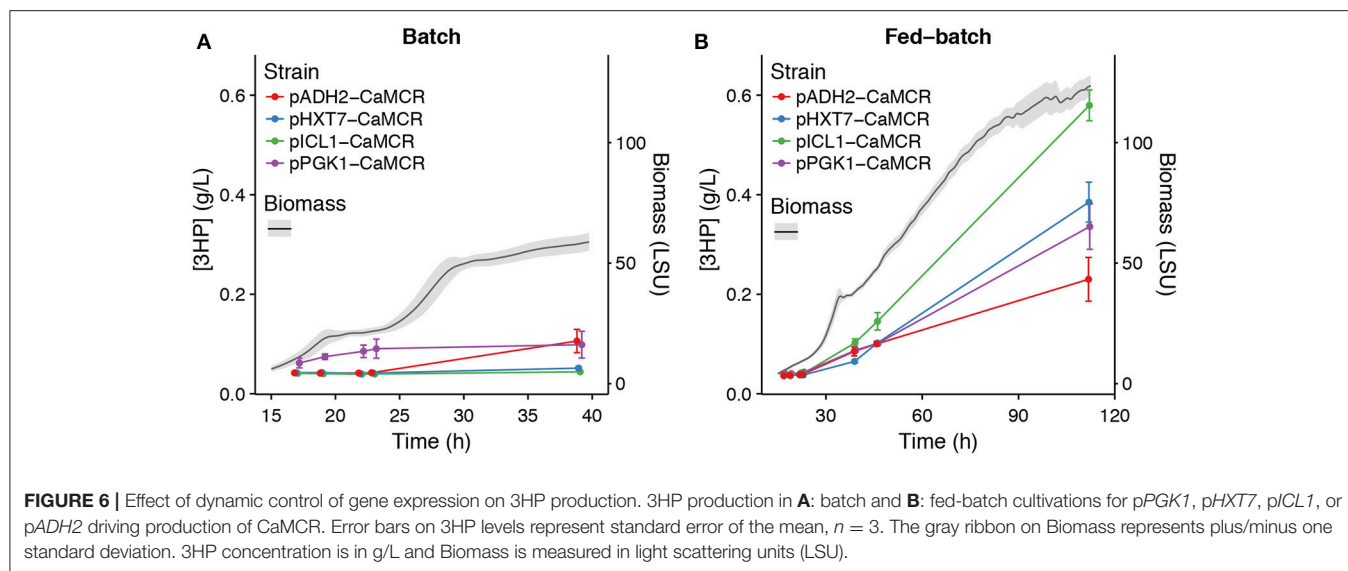 A
Batch
Strain
pADH2–CaMCR
pHXT7–CaMCR
pICL1–CaMCR
pPGK1–CaMCR
Biomass
[3HP] (g/L)
0.6
0.4
0.2
0.0
Biomass (LSU)
100
50
0
15 20 25 30 35 40
Time (h)
B
Fed–batch
Strain
pADH2–CaMCR
pHXT7–CaMCR
pICL1–CaMCR
pPGK1–CaMCR
Biomass
[3HP] (g/L)
0.6
0.4
0.2
0.0
Biomass (LSU)
100
50
0
30 60 90 120
Time (h)
FIGURE 6 | Effect of dynamic control of gene expression on 3HP production. 3HP production in A: batch and B: fed-batch cultivations for pPGK1, pHXT7, pICL1, or
pADH2 driving production of CaMCR. Error bars on 3HP levels represent standard error of the mean, n = 3. The gray ribbon on Biomass represents plus/minus one
standard deviation. 3HP concentration is in g/L and Biomass is measured in light scattering units (LSU).